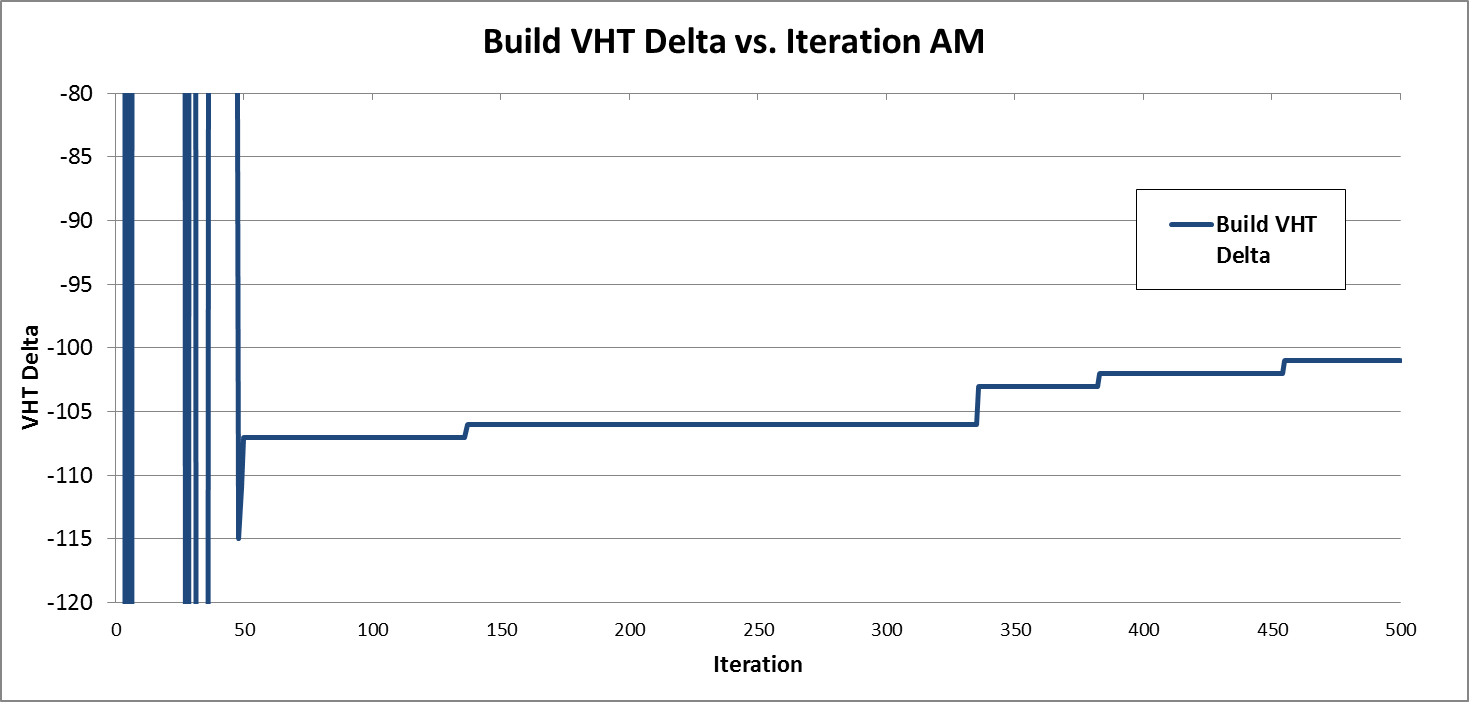 Build VHT Delta vs. Iteration AM
-80
-85
-90
-95
-100
-105
-110
-115
-120
VHT Delta
Build VHT
Delta
0 50 100 150 200 250 300 350 400 450 500
Iteration